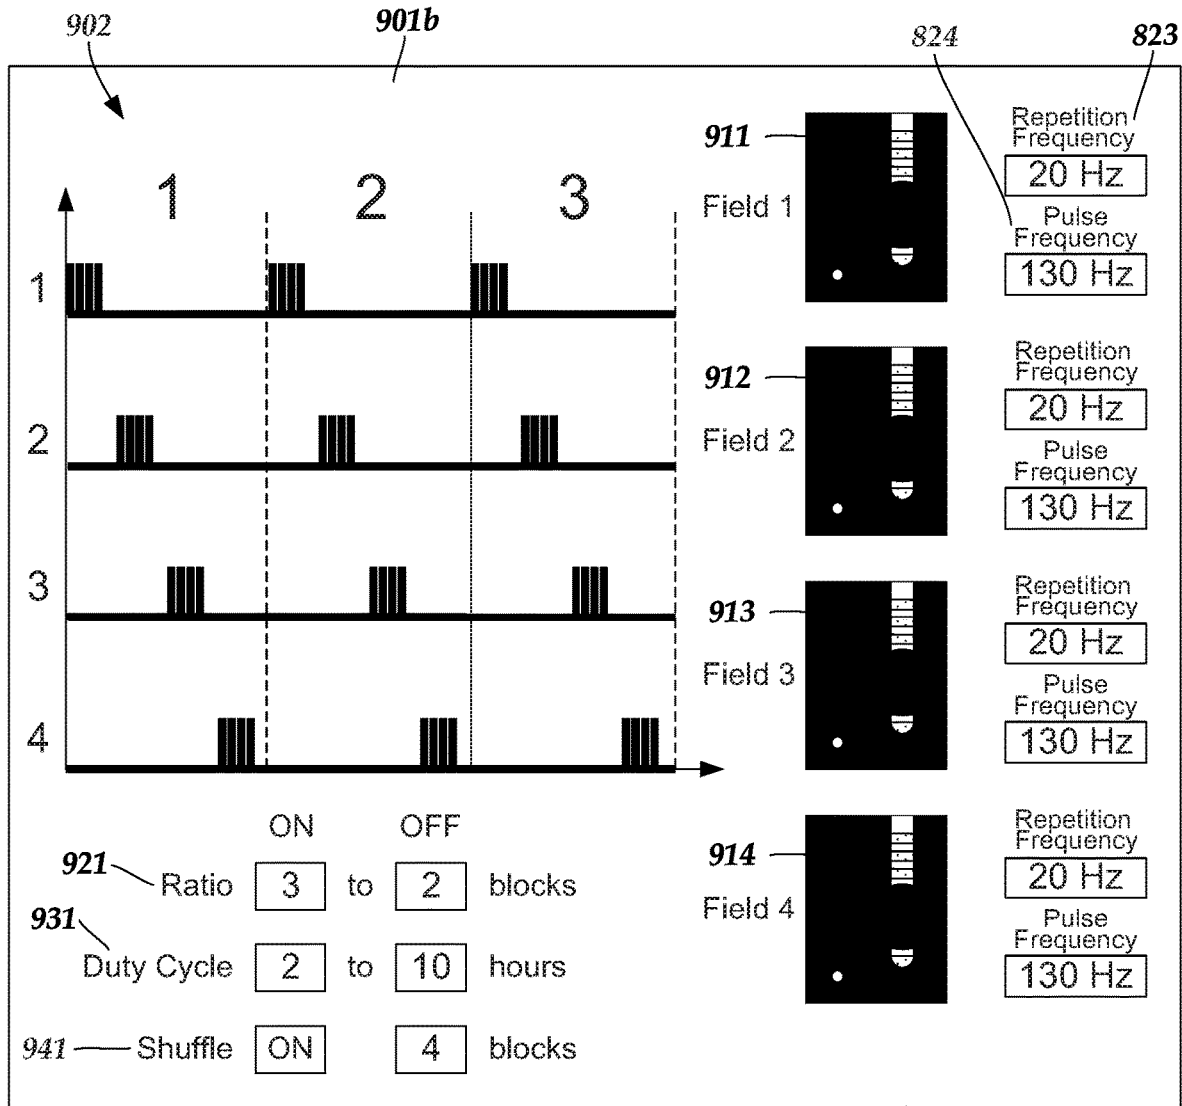 902
901b
824
823
1 2 3
1
2
3
4
911
Field 1
Repetition
Frequency
20 Hz
Pulse
Frequency
130 Hz
912
Field 2
Repetition
Frequency
20 Hz
Pulse
Frequency
130 Hz
913
Field 3
Repetition
Frequency
20 Hz
Pulse
Frequency
130 Hz
914
Field 4
Repetition
Frequency
20 Hz
Pulse
Frequency
130 Hz
ON OFF
921
Ratio 3 to 2 blocks
931
Duty Cycle 2 to 10 hours
941 Shuffle ON 4 blocks